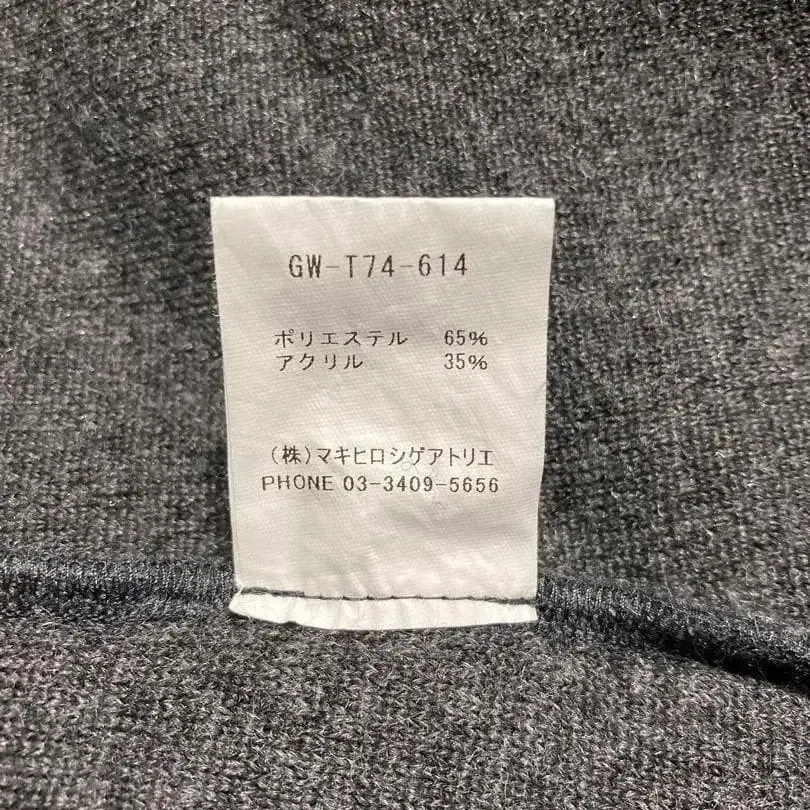 GW-T74-614
ポリエステル 65%
アクリル 35%
(株)マキヒロシゲアトリエ
PHONE 03-3409-5656